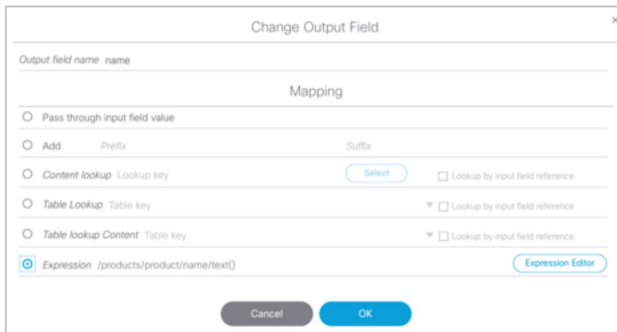 Change Output Field
Output field name name
Mapping
Pass through input field value
Add Prefix Suffix
Content lookup Lookup key Select Lookup by input field reference
Table Lookup Table key Lookup by input field reference
Table lookup Content Table key Lookup by input field reference
Expression /products/product/name/text() Expression Editor
Cancel OK